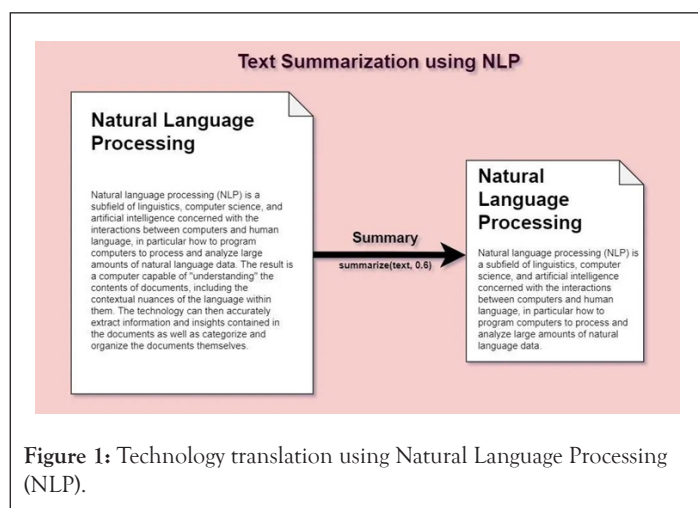 Text Summarization using NLP
Natural Language
Processing
Natural language processing (NLP) is a
subfield of linguistics, computer science, and
artificial intelligence concerned with the
interactions between computers and human
language, in particular how to program
computers to process and analyze large
amounts of natural language data. The result is
a computer capable of "understanding" the
contents of documents, including the
contextual nuances of the language within
them. The technology can then accurately
extract information and insights contained in
the documents as well as categorize and
organize the documents themselves.
Summary
summarize(text, 0.6)
Natural
Language
Processing
Natural language processing (NLP) is
a subfield of linguistics, computer
science, and artificial intelligence
concerned with the interactions
between computers and human
language, in particular how to
program computers to process and
analyze large amounts of natural
language data.
Figure 1: Technology translation using Natural Language Processing
(NLP).